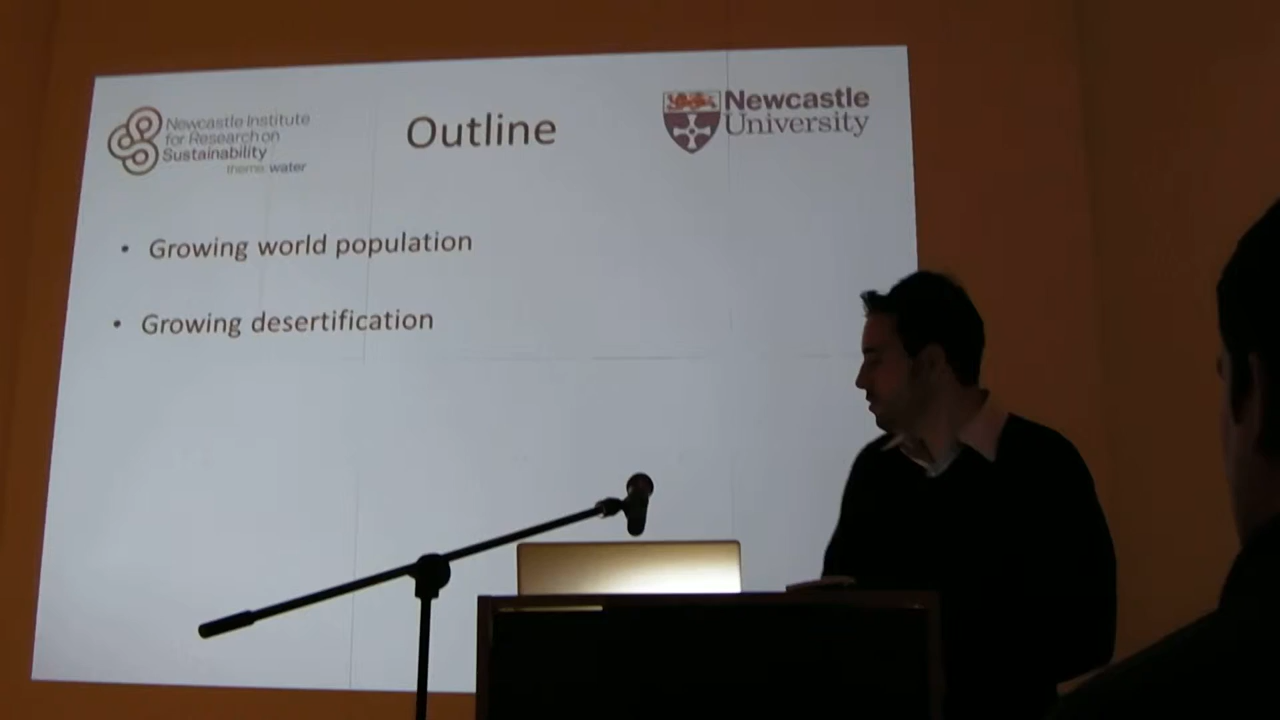 Newcastle Institute
for Research on
Sustainability
theme: water
Outline
Newcastle
University
• Growing world population
• Growing desertification